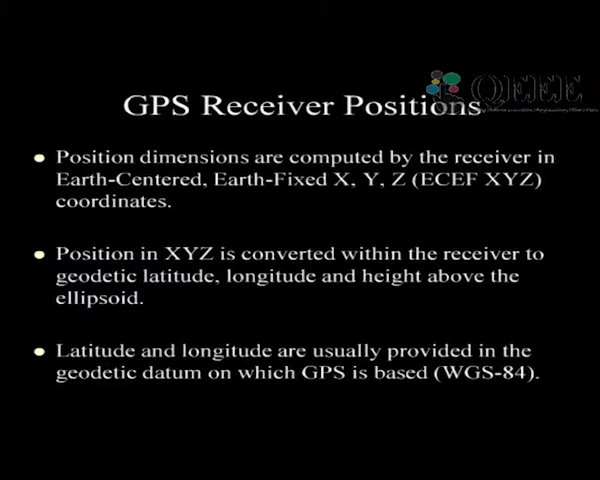 QEEE
GPS Receiver Positions
Position dimensions are computed by the receiver in
Earth-Centered, Earth-Fixed X, Y, Z (ECEF XYZ)
coordinates.
Position in XYZ is converted within the receiver to
geodetic latitude, longitude and height above the
ellipsoid.
Latitude and longitude are usually provided in the
geodetic datum on which GPS is based (WGS-84).